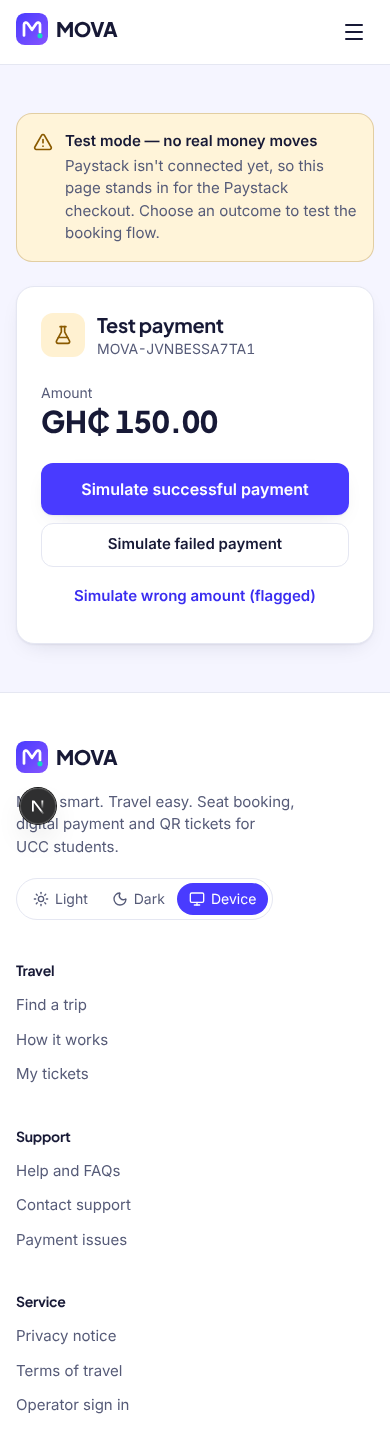 MOVA
Test mode — no real money moves
Paystack isn't connected yet, so this
page stands in for the Paystack
checkout. Choose an outcome to test the
booking flow.
Test payment
MOVA-JVNBESSA7TA1
Amount
GH₵ 150.00
Simulate successful payment
Simulate failed payment
Simulate wrong amount (flagged)
MOVA
smart. Travel easy. Seat booking,
digital payment and QR tickets for
UCC students.
N
Light
Dark
Device
Travel
Find a trip
How it works
My tickets
Support
Help and FAQs
Contact support
Payment issues
Service
Privacy notice
Terms of travel
Operator sign in